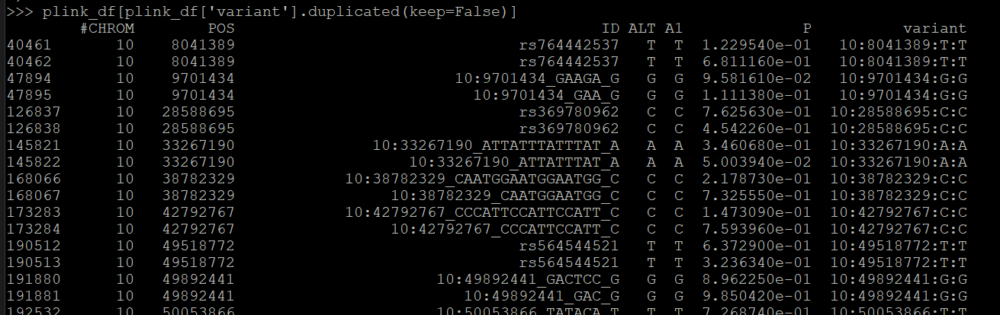 >>> plink_df[plink_df['variant'].duplicated(keep=False)]
#CHROM POS ID ALT A1 P variant
40461 10 8041389 rs764442537 T T 1.229540e-01 10:8041389:T:T
40462 10 8041389 rs764442537 T T 6.811160e-01 10:8041389:T:T
47894 10 9701434 10:9701434_GAAGA_G G G 9.581610e-02 10:9701434:G:G
47895 10 9701434 10:9701434_GAA_G G G 1.111380e-01 10:9701434:G:G
126837 10 28588695 rs369780962 C C 7.625630e-01 10:28588695:C:C
126838 10 28588695 rs369780962 C C 4.542260e-01 10:28588695:C:C
145821 10 33267190 10:33267190_ATTATTTATTTAT_A A A 3.460680e-01 10:33267190:A:A
145822 10 33267190 10:33267190_ATTATTTAT_A A A 5.003940e-02 10:33267190:A:A
168066 10 38782329 10:38782329_CAATGGAATGGAATGG_C C C 2.178730e-01 10:38782329:C:C
168067 10 38782329 10:38782329_CAATGGAATGG_C C C 7.325550e-01 10:38782329:C:C
173283 10 42792767 10:42792767_CCCATTCCATTCCATT_C C C 1.473090e-01 10:42792767:C:C
173284 10 42792767 10:42792767_CCCATTCCATT_C C C 7.593960e-01 10:42792767:C:C
190512 10 49518772 rs564544521 T T 6.372900e-01 10:49518772:T:T
190513 10 49518772 rs564544521 T T 3.236340e-01 10:49518772:T:T
191880 10 49892441 10:49892441_GACTCC_G G G 8.962250e-01 10:49892441:G:G
191881 10 49892441 10:49892441_GAC_G G G 9.850420e-01 10:49892441:G:G
192532 10 50053866 10:50053866_TATACA_T T T 7.268740e-01 10:50053866:T:T